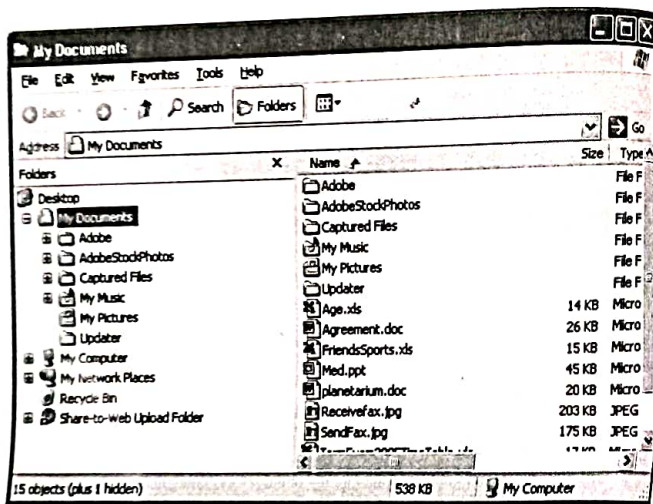 My Documents
File Edit View Favorites Tools Help
Back Search Folders
Address My Documents Go
Folders X Name Size Type
Desktop
My Documents
Adobe
AdobeStockPhotos
Captured Files
My Music
My Pictures
Updater
My Computer
My Network Places
Recycle Bin
Share-to-Web Upload Folder
Adobe File F
AdobeStockPhotos File F
Captured Files File F
My Music File F
My Pictures File F
Updater File F
Age.xls 14 KB Micro
Agreement.doc 26 KB Micro
FriendsSports.xls 15 KB Micro
Med.ppt 45 KB Micro
planetarium.doc 20 KB Micro
Receivefax.jpg 203 KB JPEG
SendFax.jpg 175 KB JPEG
17 KB
15 objects (plus 1 hidden) 538 KB My Computer